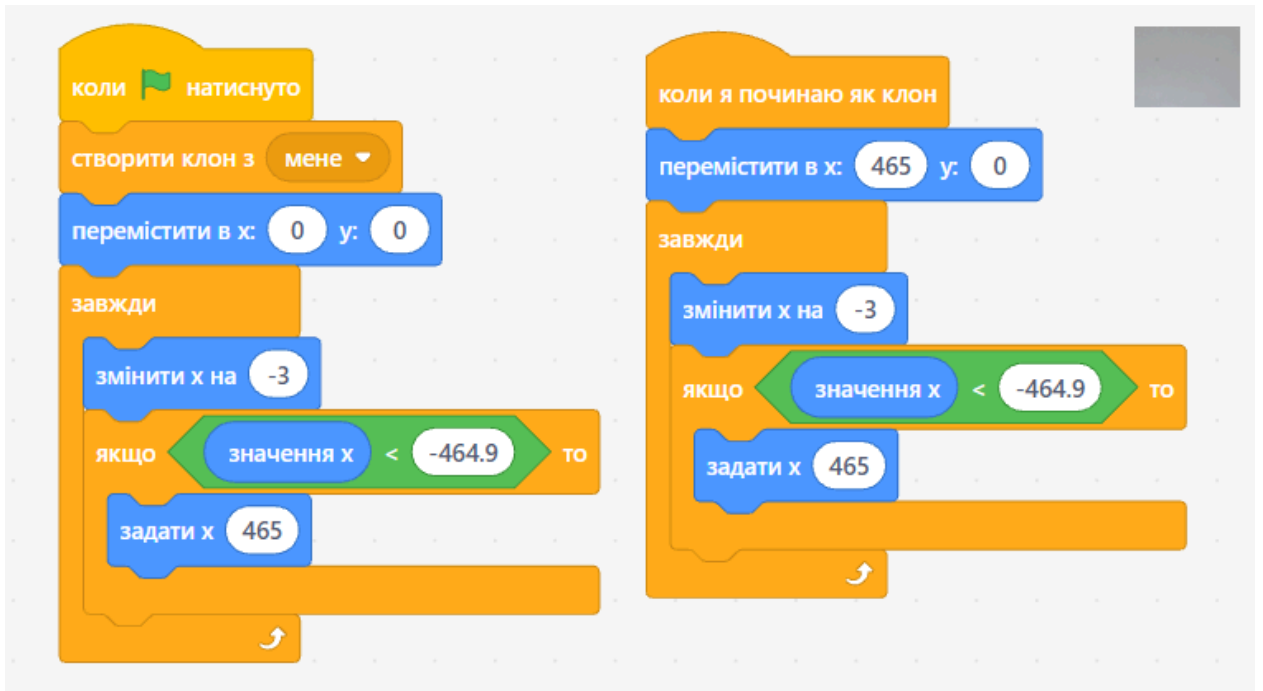 коли натиснуто
створити клон з мене
перемістити в x: 0 y: 0
завжди
змінити x на -3
якщо значення x < -464.9 то
задати x 465
коли я починаю як клон
перемістити в x: 465 y: 0
завжди
змінити x на -3
якщо значення x < -464.9 то
задати x 465